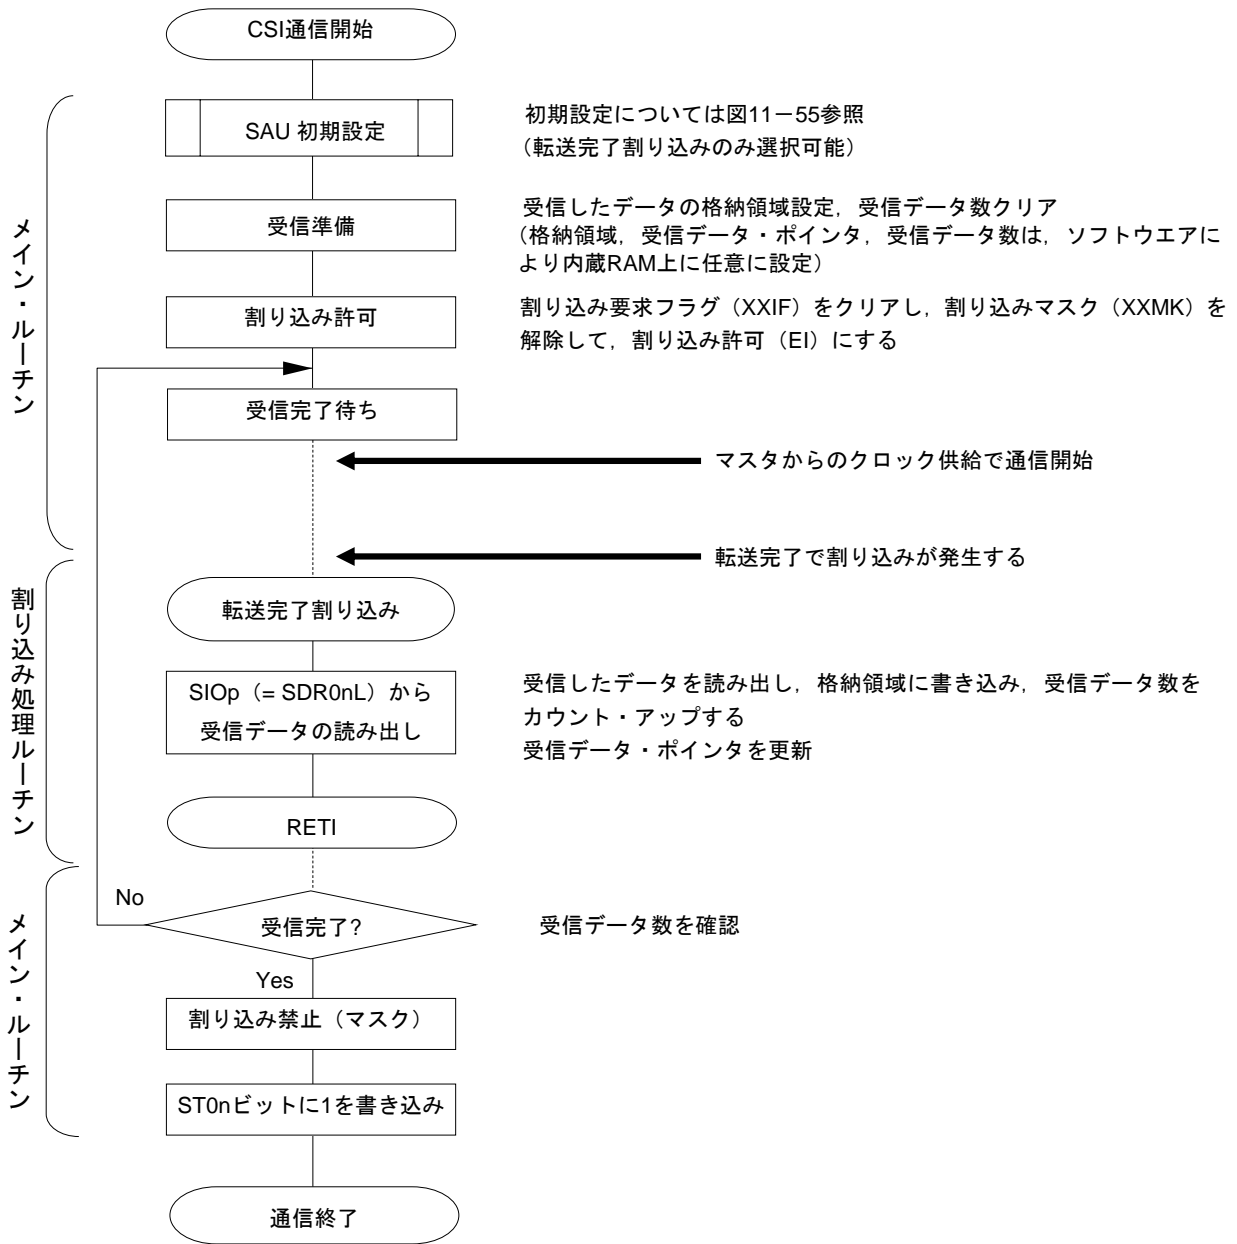 CSI通信開始
メイン・ルーチン
SAU 初期設定
初期設定については図11－55参照
（転送完了割り込みのみ選択可能）
受信準備
受信したデータの格納領域設定，受信データ数クリア
（格納領域，受信データ・ポインタ，受信データ数は，ソフトウエアに
より内蔵RAM上に任意に設定）
割り込み許可
割り込み要求フラグ（XXIF）をクリアし，割り込みマスク（XXMK）を
解除して，割り込み許可（EI）にする
受信完了待ち
マスタからのクロック供給で通信開始
転送完了で割り込みが発生する
割り込み処理ルーチン
転送完了割り込み
SIOp（= SDR0nL）から
受信データの読み出し
受信したデータを読み出し，格納領域に書き込み，受信データ数を
カウント・アップする
受信データ・ポインタを更新
RETI
メイン・ルーチン
No
受信完了?
受信データ数を確認
Yes
割り込み禁止（マスク）
ST0nビットに1を書き込み
通信終了